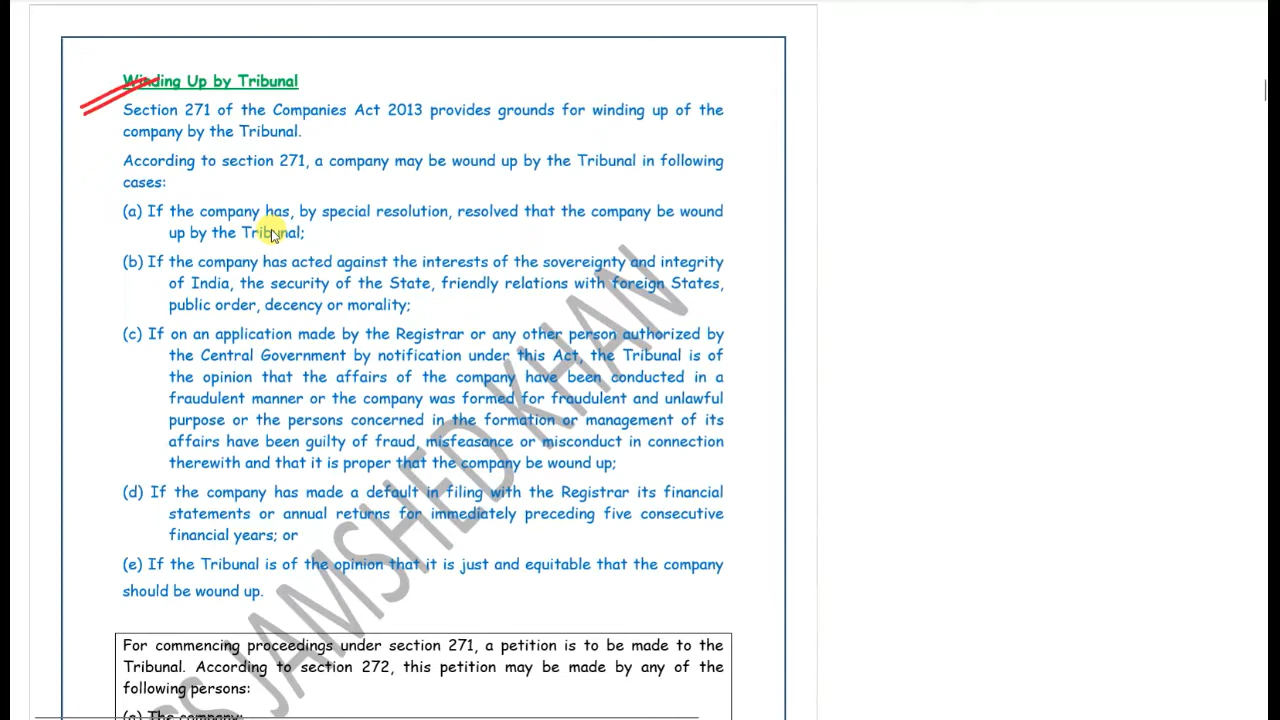 Winding Up by Tribunal
Section 271 of the Companies Act 2013 provides grounds for winding up of the
company by the Tribunal.
According to section 271, a company may be wound up by the Tribunal in following
cases:
(a) If the company has, by special resolution, resolved that the company be wound
up by the Tribunal;
(b) If the company has acted against the interests of the sovereignty and integrity
of India, the security of the State, friendly relations with foreign States,
public order, decency or morality;
(c) If on an application made by the Registrar or any other person authorized by
the Central Government by notification under this Act, the Tribunal is of
the opinion that the affairs of the company have been conducted in a
fraudulent manner or the company was formed for fraudulent and unlawful
purpose or the persons concerned in the formation or management of its
affairs have been guilty of fraud, misfeasance or misconduct in connection
therewith and that it is proper that the company be wound up;
(d) If the company has made a default in filing with the Registrar its financial
statements or annual returns for immediately preceding five consecutive
financial years; or
(e) If the Tribunal is of the opinion that it is just and equitable that the company
should be wound up.
For commencing proceedings under section 271, a petition is to be made to the
Tribunal. According to section 272, this petition may be made by any of the
following persons:
(a) The company;
CS JAMSHED KHAN